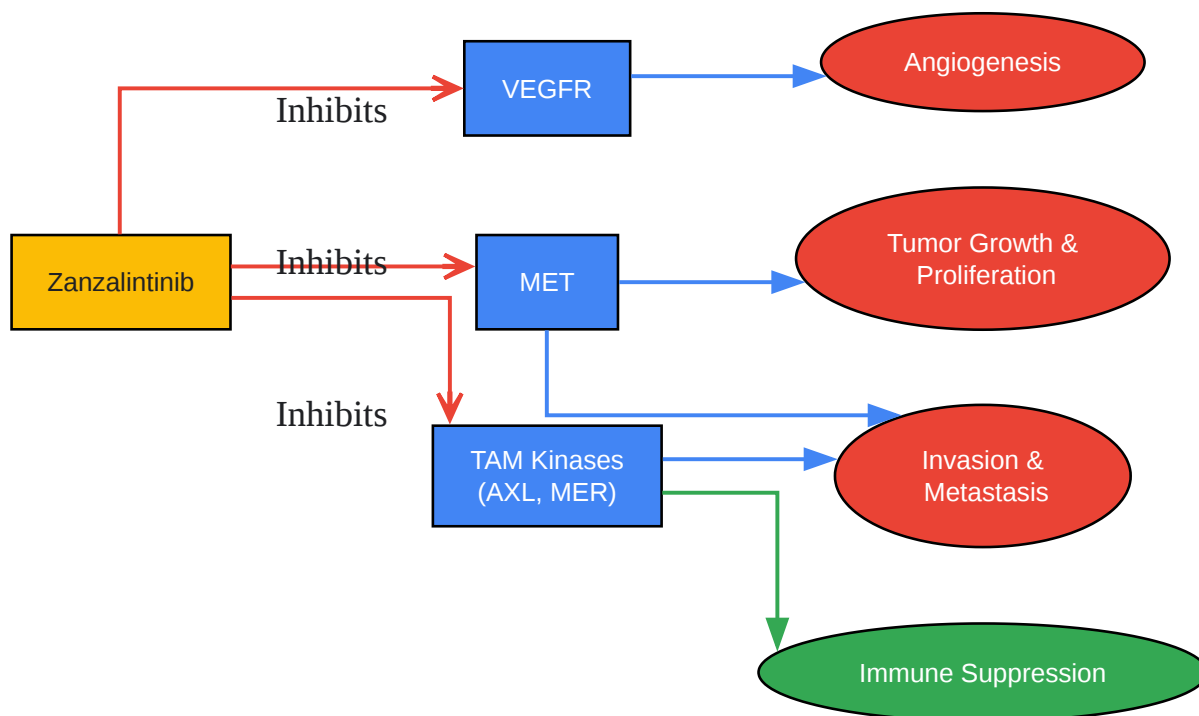 Angiogenesis
VEGFR
Inhibits
Tumor Growth &
Proliferation
Inhibits
MET
Zanzalintinib
Inhibits
TAM Kinases
(AXL, MER)
Invasion &
Metastasis
Immune Suppression